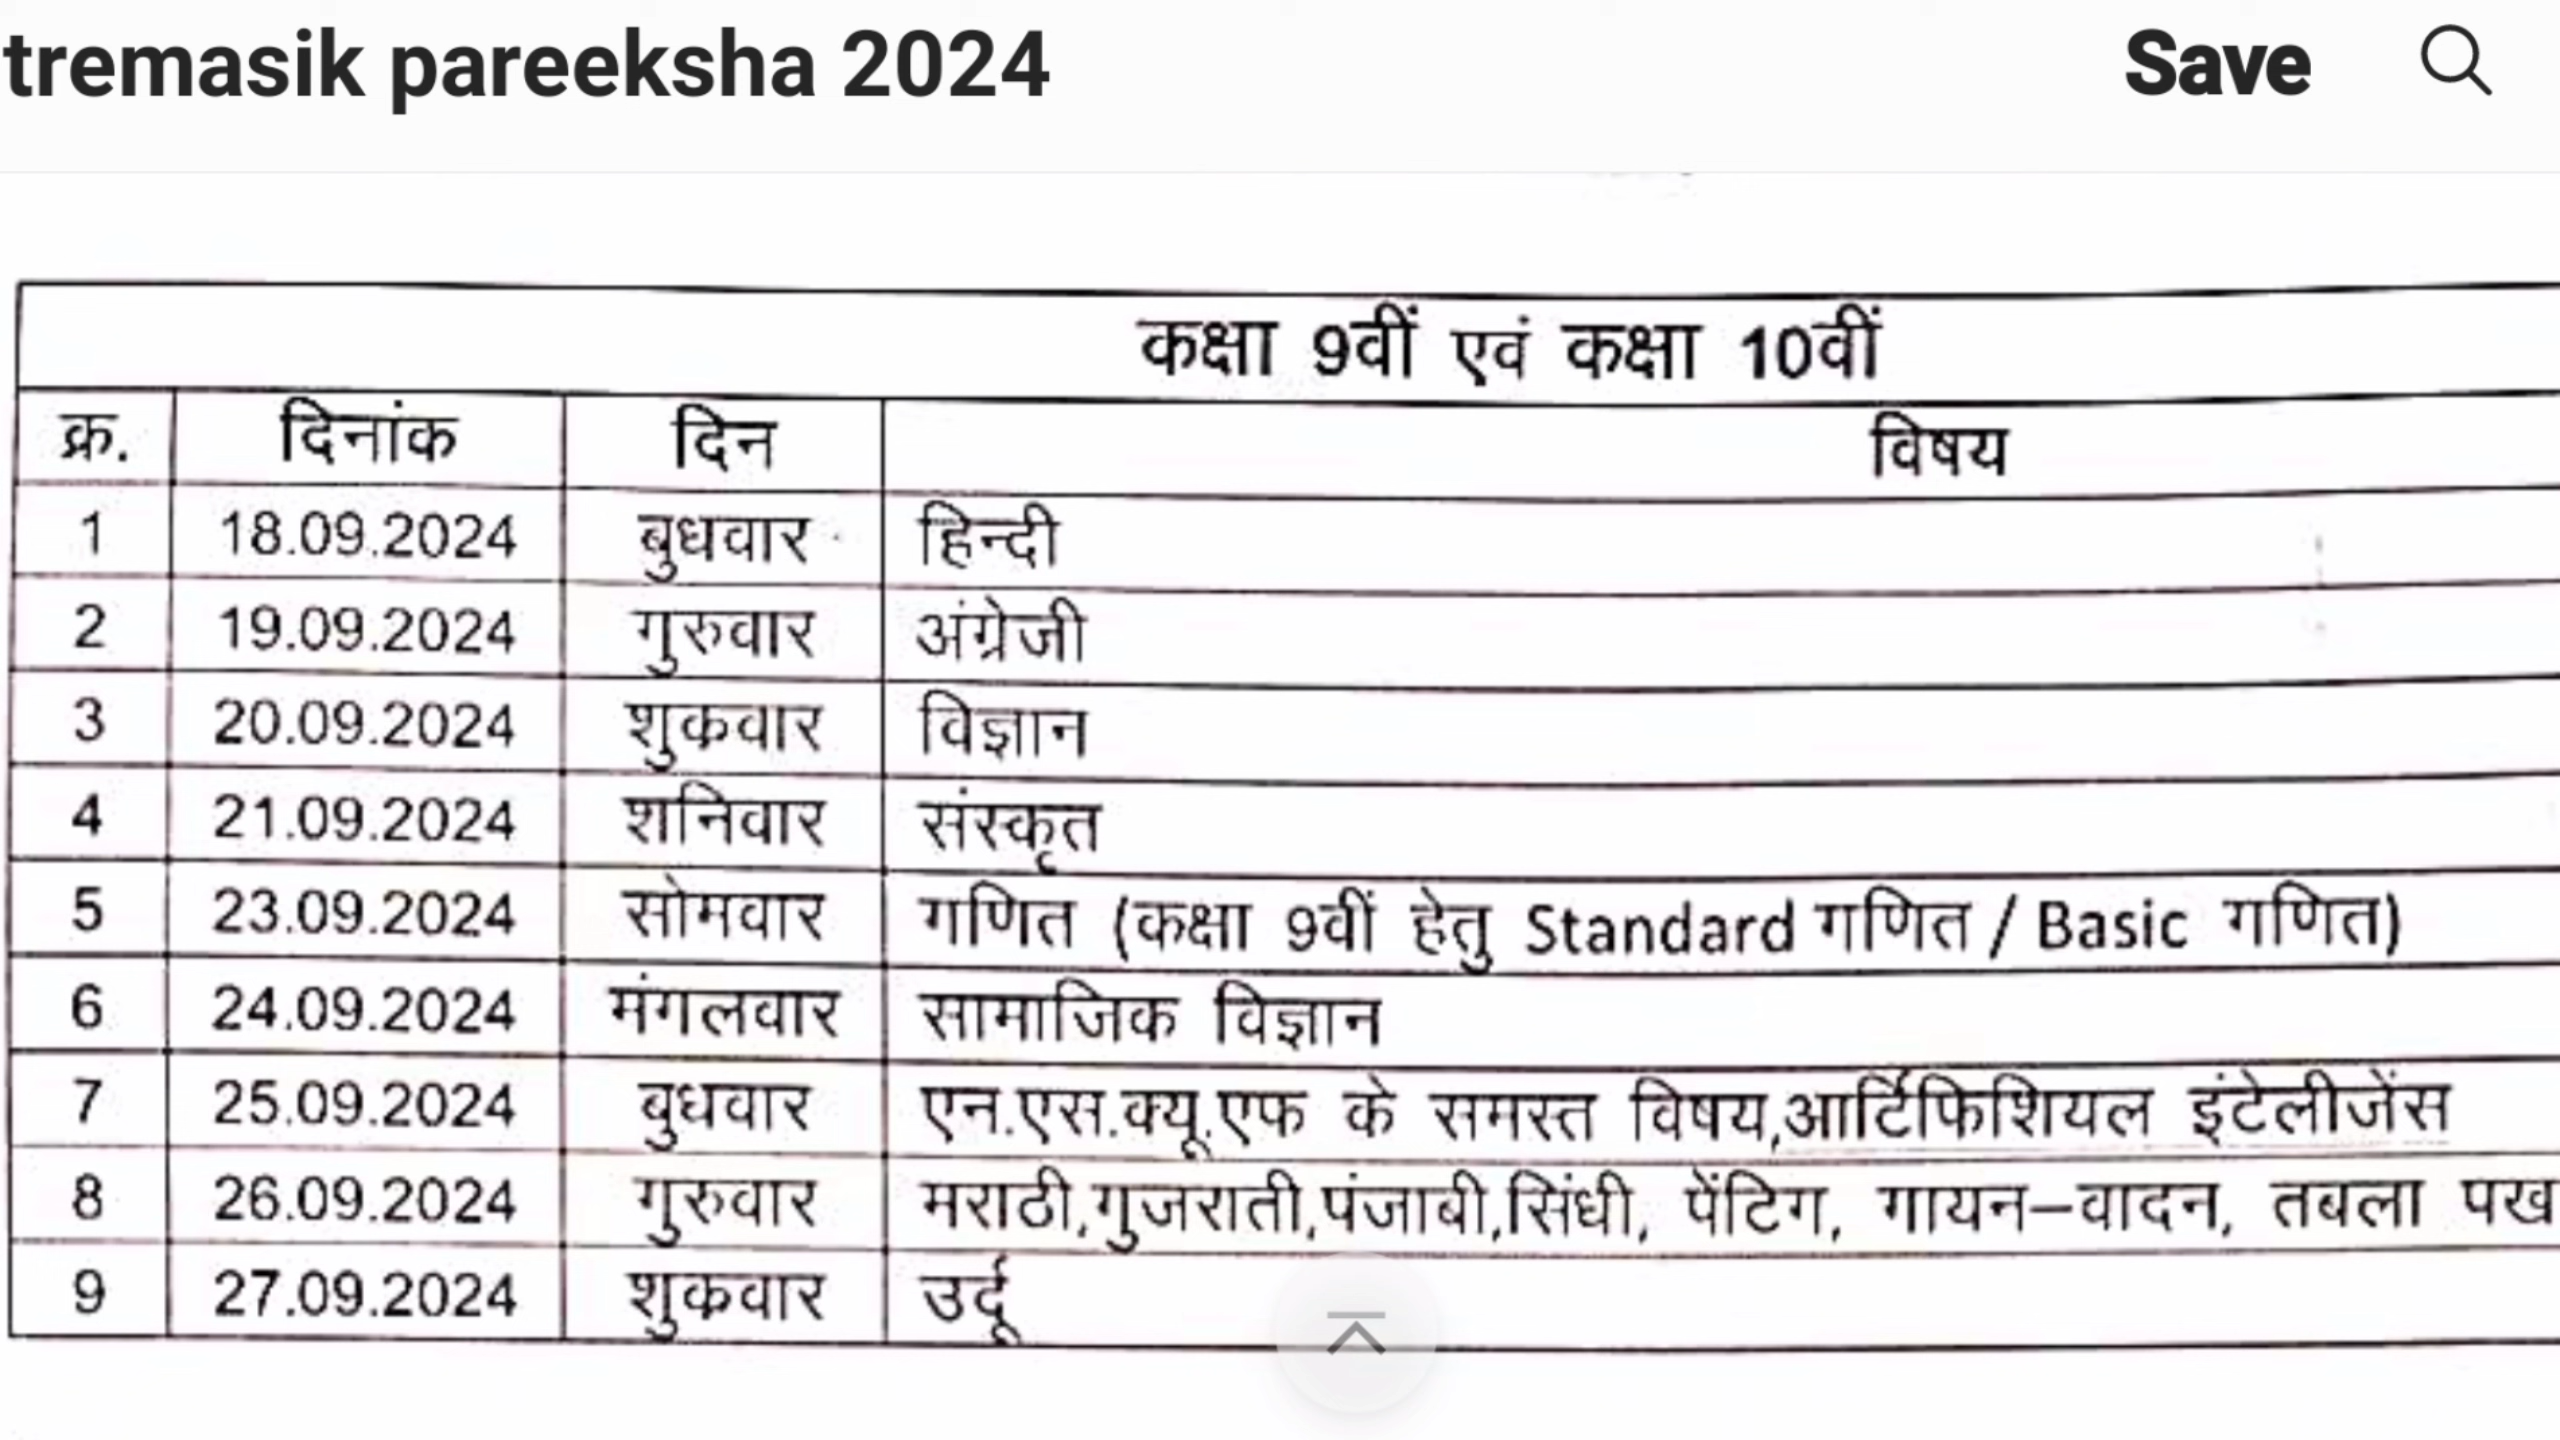 tremasik pareeksha 2024 Save
कक्षा 9वीं एवं कक्षा 10वीं
क्र. दिनांक दिन विषय
1 18.09.2024 बुधवार हिन्दी
2 19.09.2024 गुरुवार अंग्रेजी
3 20.09.2024 शुकवार विज्ञान
4 21.09.2024 शनिवार संस्कृत
5 23.09.2024 सोमवार गणित (कक्षा 9वीं हेतु Standard गणित / Basic गणित)
6 24.09.2024 मंगलवार सामाजिक विज्ञान
7 25.09.2024 बुधवार एन.एस.क्यू.एफ के समस्त विषय,आर्टिफिशियल इंटेलीजेंस
8 26.09.2024 गुरुवार मराठी,गुजराती,पंजाबी,सिंधी, पेंटिग, गायन–वादन, तबला पख
9 27.09.2024 शुकवार उर्दू